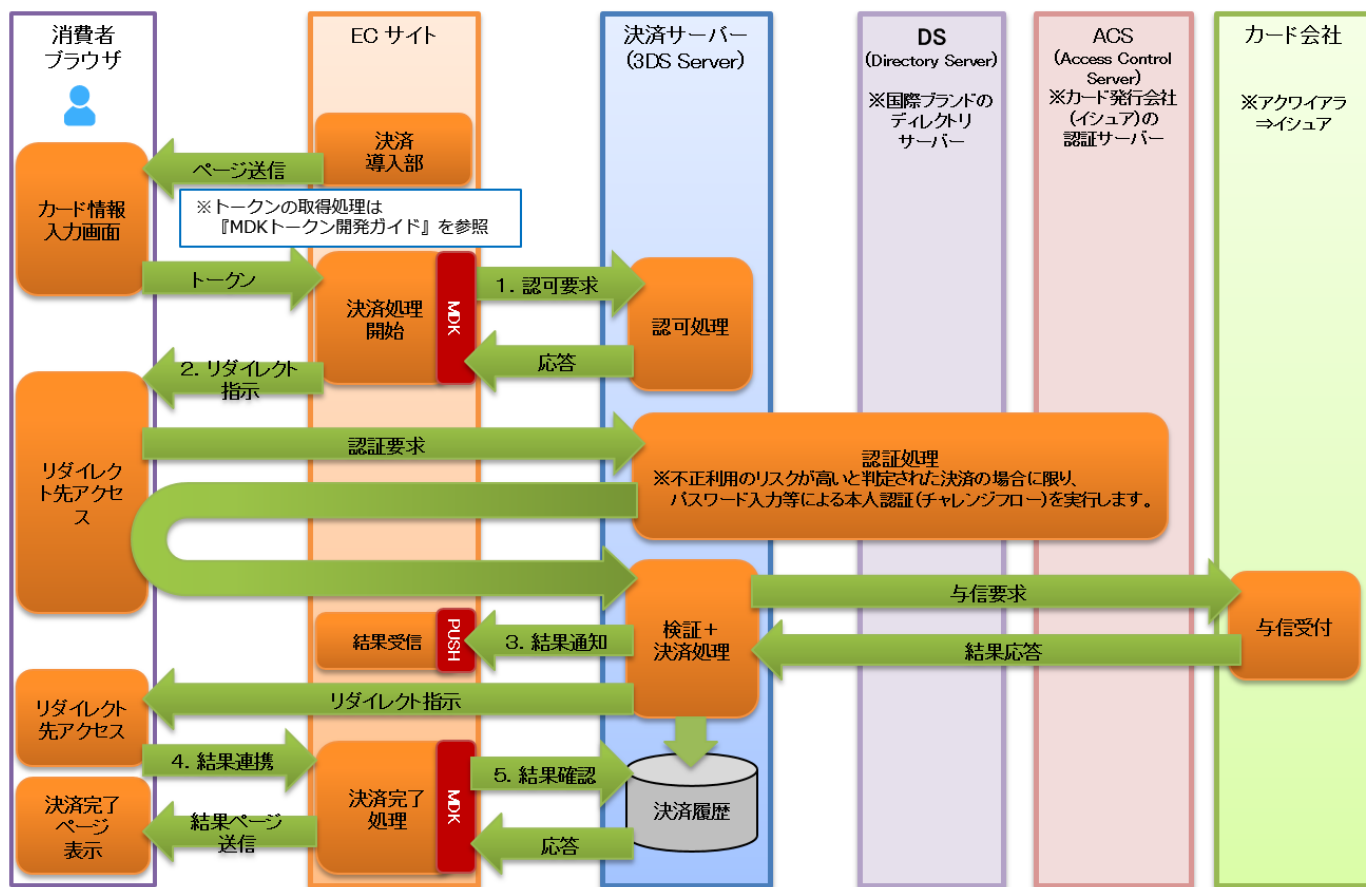 消費者
ブラウザ
EC サイト
決済サーバー
(3DS Server)
DS
(Directory Server)
※国際ブランドの
ディレクトリ
サーバー
ACS
(Access Control
Server)
※カード発行会社
(イシュア)の
認証サーバー
カード会社
※アクワイアラ
⇒イシュア
決済
導入部
ページ送信
カード情報
入力画面
※トークンの取得処理は
『MDKトークン開発ガイド』を参照
トークン
決済処理
開始
MDK
1. 認可要求
認可処理
応答
2. リダイレクト
指示
リダイレク
ト先アクセ
ス
認証要求
認証処理
※不正利用のリスクが高いと判定された決済の場合に限り、
パスワード入力等による本人認証(チャレンジフロー)を実行します。
検証+
決済処理
与信要求
与信受付
結果応答
結果受信
PUSH
3. 結果通知
リダイレクト指示
リダイレクト
先アクセス
4. 結果連携
決済完了
処理
MDK
5. 結果確認
決済履歴
応答
結果ページ
送信
決済完了
ページ
表示